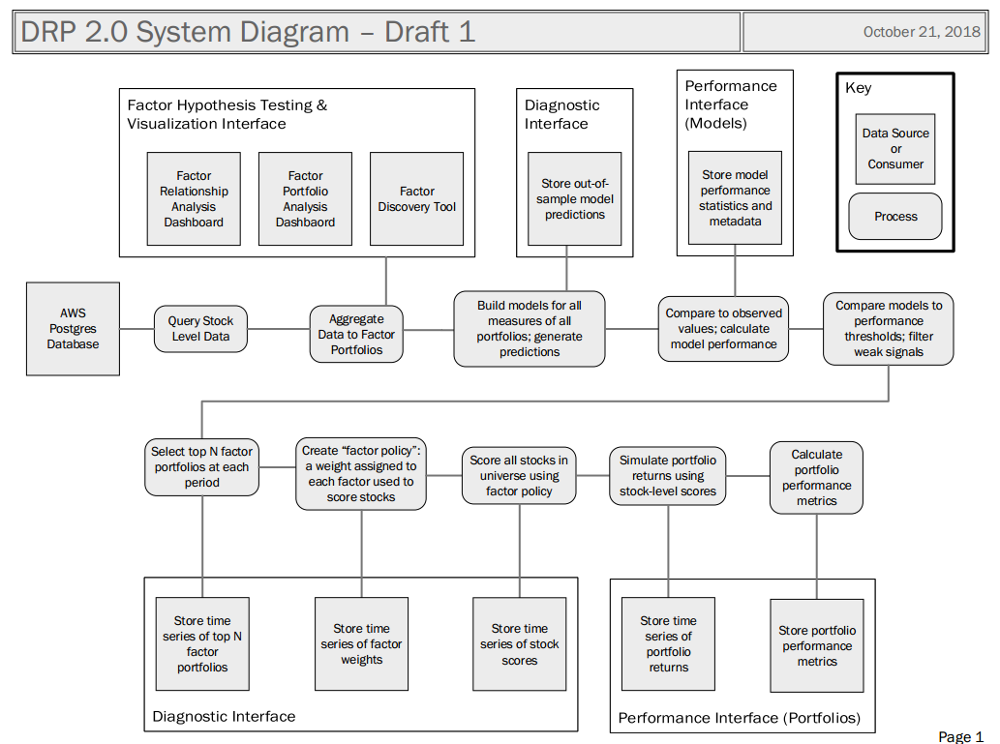 DRP 2.0 System Diagram – Draft 1
October 21, 2018
Factor Hypothesis Testing &
Visualization Interface
Factor
Relationship
Analysis
Dashboard
Factor
Portfolio
Analysis
Dashbaord
Factor
Discovery Tool
Diagnostic
Interface
Store out-of-
sample model
predictions
Performance
Interface
(Models)
Store model
performance
statistics and
metadata
Key
Data Source
or
Consumer
Process
AWS
Postgres
Database
Query Stock
Level Data
Aggregate
Data to Factor
Portfolios
Build models for all
measures of all
portfolios; generate
predictions
Compare to observed
values; calculate
model performance
Compare models to
performance
thresholds; filter
weak signals
Select top N factor
portfolios at each
period
Create “factor policy”:
a weight assigned to
each factor used to
score stocks
Score all stocks in
universe using
factor policy
Simulate portfolio
returns using
stock-level scores
Calculate
portfolio
performance
metrics
Store time
series of top N
factor
portfolios
Store time
series of factor
weights
Store time
series of stock
scores
Diagnostic Interface
Store time
series of
portfolio
returns
Store portfolio
performance
metrics
Performance Interface (Portfolios)
Page 1